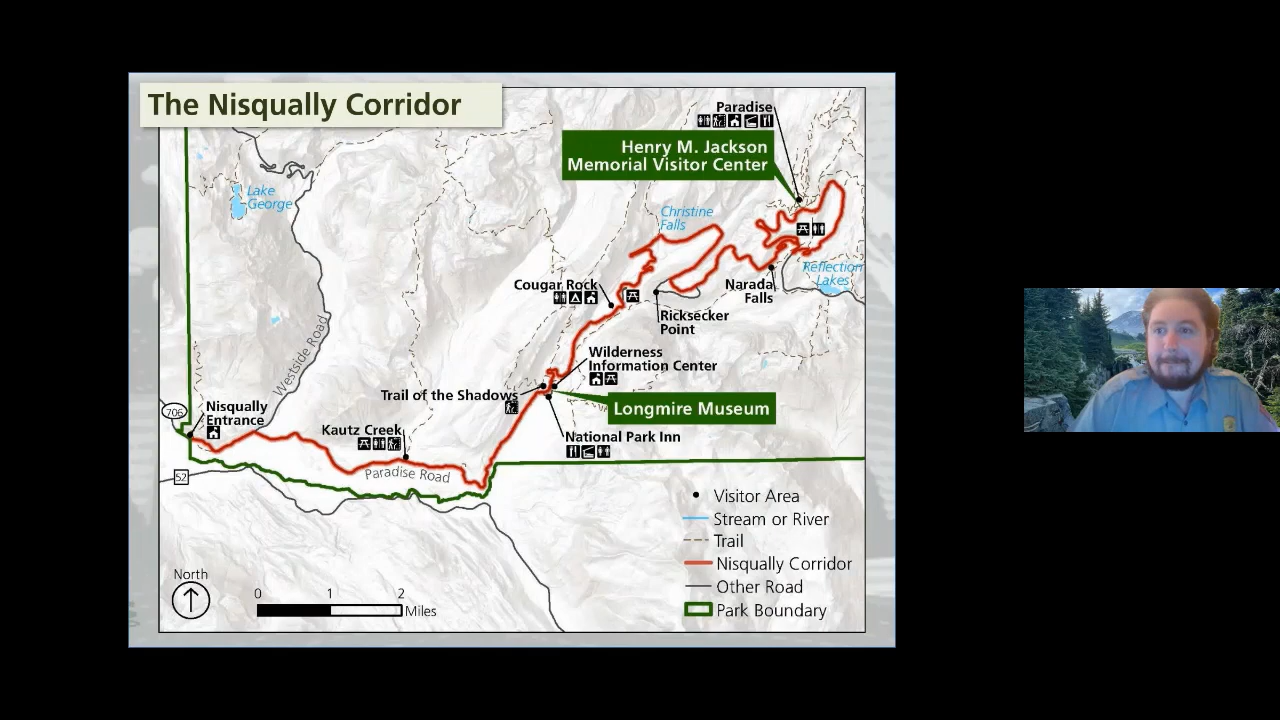 The Nisqually Corridor
Paradise
Henry M. Jackson
Memorial Visitor Center
Lake
George
Christine
Falls
Cougar Rock
Narada
Falls
Reflection
Lakes
Ricksecker
Point
Westside Road
Wilderness
Information Center
Trail of the Shadows
Longmire Museum
706
Nisqually
Entrance
Kautz Creek
National Park Inn
Paradise Road
52
Visitor Area
Stream or River
Trail
Nisqually Corridor
Other Road
Park Boundary
North
0 1 2
Miles